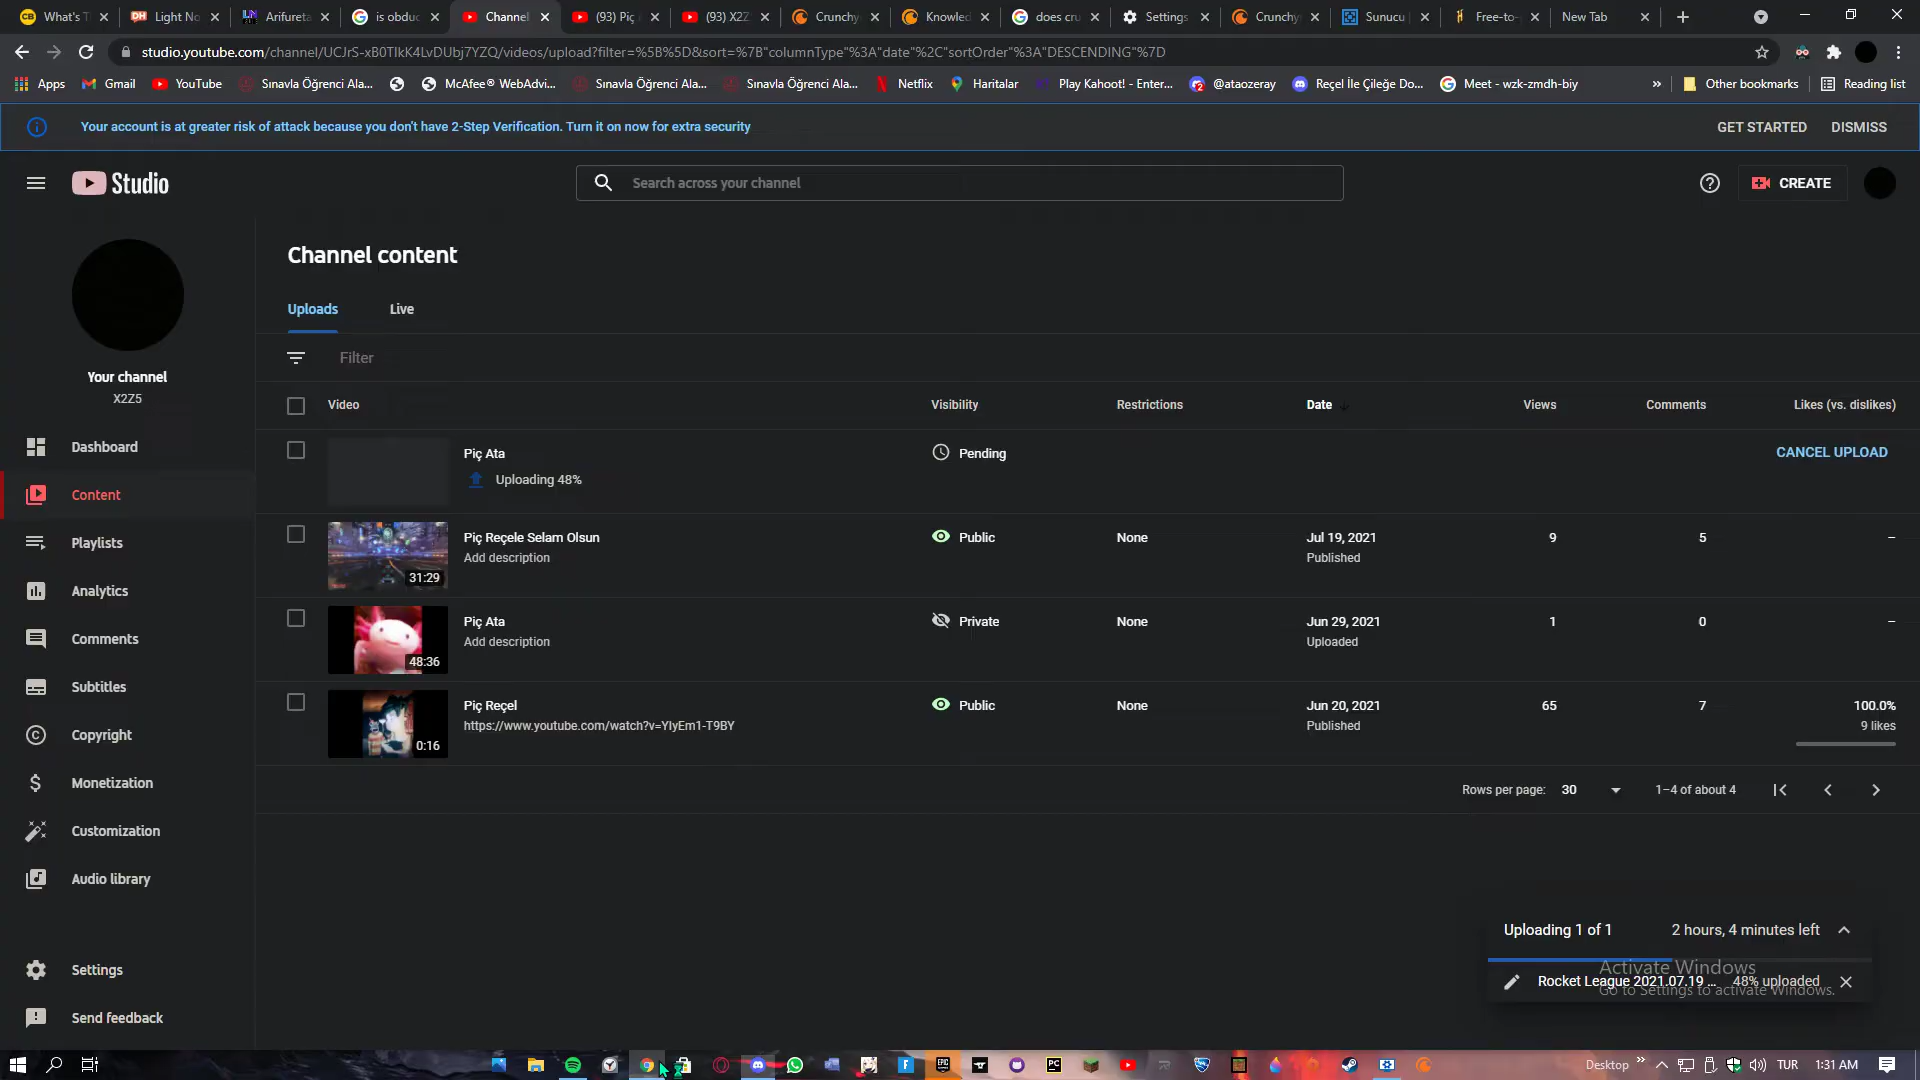 What's T
Light No
Arifureta
is obduc
Channel
(93) Piç
(93) X2Z
Crunchy
Knowled
does cru
Settings
Crunchy
Sunucu |
Free-to-
New Tab
studio.youtube.com/channel/UCJrS-xB0TIkK4LvDUbj7YZQ/videos/upload?filter=%5B%5D&sort=%7B"columnType"%3A"date"%2C"sortOrder"%3A"DESCENDING"%7D
Apps
Gmail
YouTube
Sınavla Öğrenci Ala...
McAfee® WebAdvi...
Sınavla Öğrenci Ala...
Sınavla Öğrenci Ala...
Netflix
Haritalar
Play Kahoot! - Enter...
@ataozeray
Reçel İle Çileğe Do...
Meet - wzk-zmdh-biy
»
Other bookmarks
Reading list
Your account is at greater risk of attack because you don't have 2-Step Verification. Turn it on now for extra security
GET STARTED
DISMISS
Studio
Search across your channel
CREATE
Your channel
X2Z5
Dashboard
Content
Playlists
Analytics
Comments
Subtitles
Copyright
Monetization
Customization
Audio library
Settings
Send feedback
Channel content
Uploads
Live
Filter
Video
Visibility
Restrictions
Date
Views
Comments
Likes (vs. dislikes)
Piç Ata
Uploading 48%
Pending
CANCEL UPLOAD
31:29
Piç Reçele Selam Olsun
Add description
Public
None
Jul 19, 2021
Published
9
5
–
48:36
Piç Ata
Add description
Private
None
Jun 29, 2021
Uploaded
1
0
–
0:16
Piç Reçel
https://www.youtube.com/watch?v=YIyEm1-T9BY
Public
None
Jun 20, 2021
Published
65
7
100.0%
9 likes
Rows per page:
30
1–4 of about 4
Uploading 1 of 1
2 hours, 4 minutes left
Rocket League 2021.07.19 ...
48% uploaded
Activate Windows
Go to Settings to activate Windows.
Desktop
»
TUR
1:31 AM